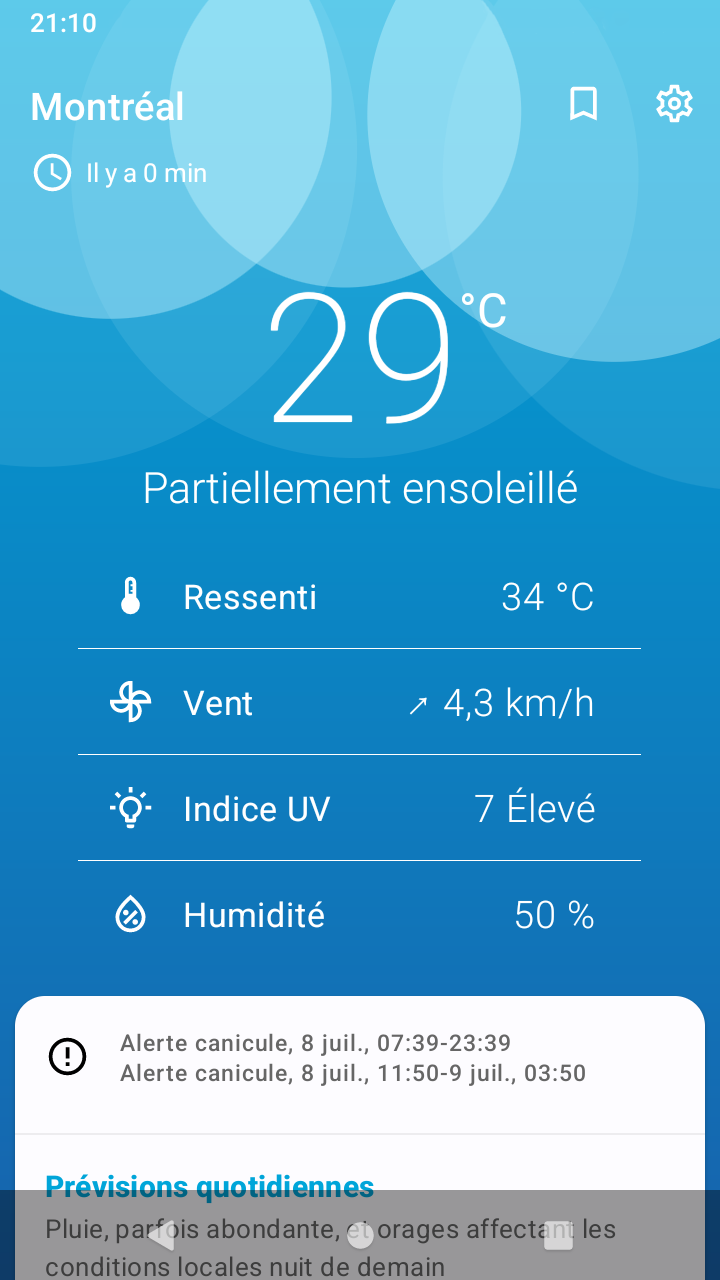 21:10
Montréal
Il y a 0 min
29 °C
Partiellement ensoleillé
Ressenti 34 °C
Vent ↗ 4,3 km/h
Indice UV 7 Élevé
Humidité 50 %
Alerte canicule, 8 juil., 07:39-23:39
Alerte canicule, 8 juil., 11:50-9 juil., 03:50
Prévisions quotidiennes
Pluie, parfois abondante, et orages affectant les
conditions locales nuit de demain